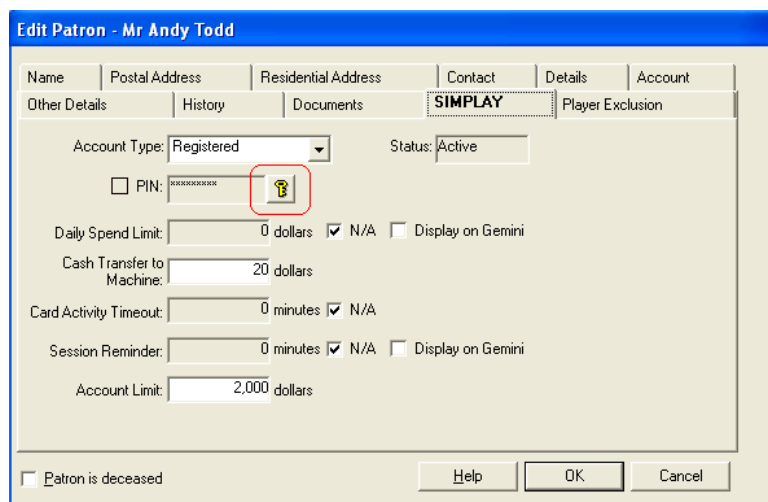 Edit Patron - Mr Andy Todd
Name Postal Address Residential Address Contact Details Account
Other Details History Documents SIMPLAY Player Exclusion
Account Type: Registered Status: Active
PIN: *********
Daily Spend Limit: 0 dollars N/A Display on Gemini
Cash Transfer to
Machine: 20 dollars
Card Activity Timeout: 0 minutes N/A
Session Reminder: 0 minutes N/A Display on Gemini
Account Limit: 2,000 dollars
Patron is deceased Help OK Cancel